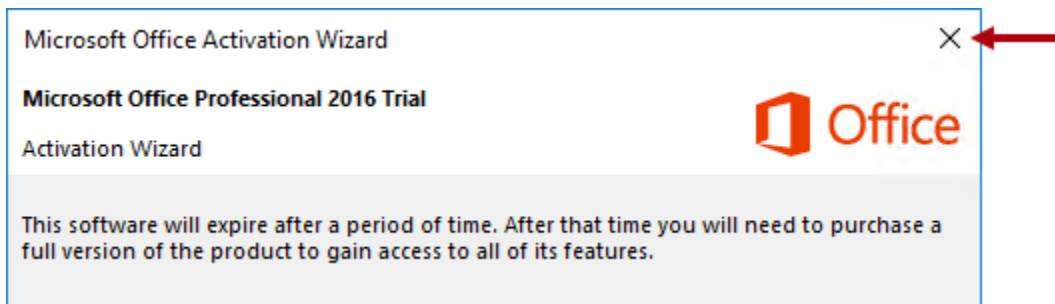 Microsoft Office Activation Wizard
Microsoft Office Professional 2016 Trial
Office
Activation Wizard
This software will expire after a period of time. After that time you will need to purchase a
full version of the product to gain access to all of its features.